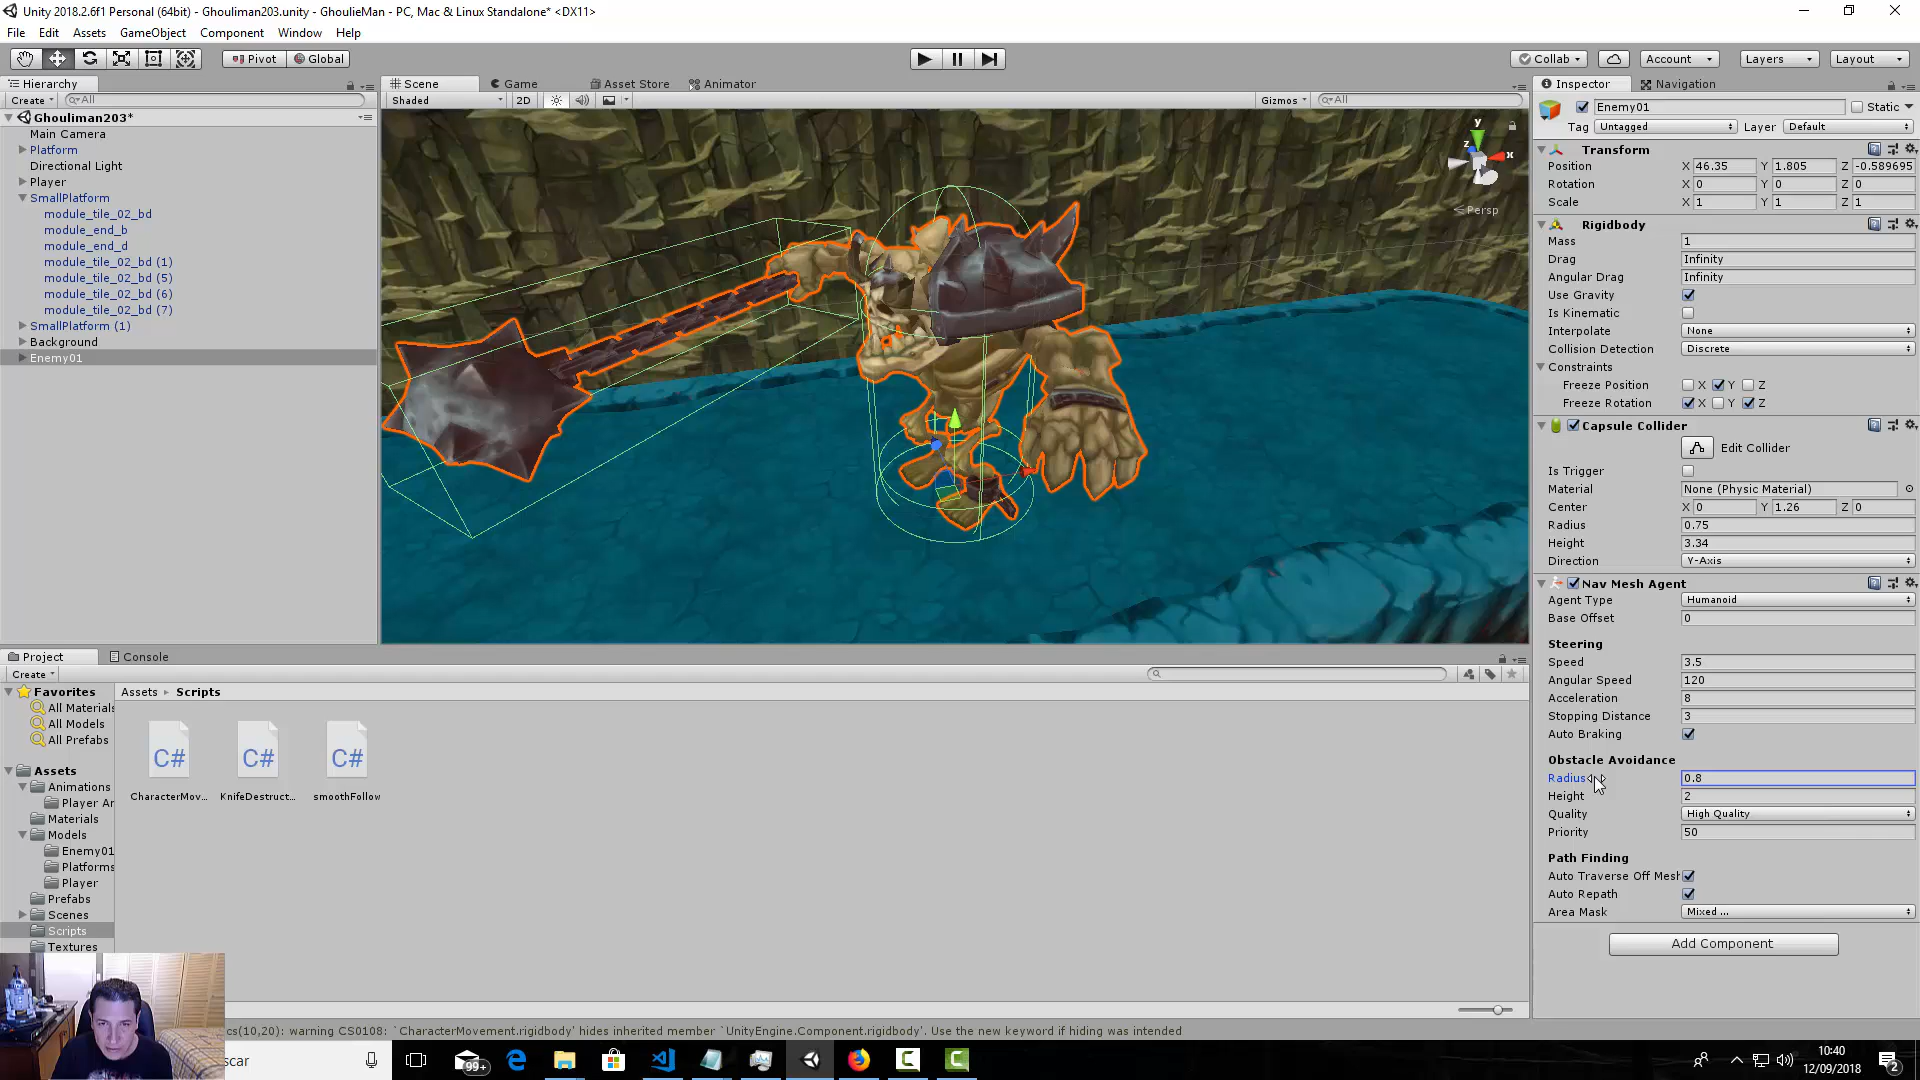 Unity 2018.2.6f1 Personal (64bit) - Ghouliman203.unity - GhoulieMan - PC, Mac & Linux Standalone* <DX11>
File Edit Assets GameObject Component Window Help
Pivot Global Collab Account Layers Layout
Hierarchy Scene Game Asset Store Animator Inspector Navigation
Create All Shaded 2D Gizmos All
Enemy01 Static
Tag Untagged Layer Default
Ghouliman203*
Main Camera
Platform
Directional Light
Player
SmallPlatform
module_tile_02_bd
module_end_b
module_end_d
module_tile_02_bd (1)
module_tile_02_bd (5)
module_tile_02_bd (6)
module_tile_02_bd (7)
SmallPlatform (1)
Background
Enemy01
y
z
x
Persp
Transform
Position X 46.35 Y 1.805 Z -0.589695
Rotation X 0 Y 0 Z 0
Scale X 1 Y 1 Z 1
Rigidbody
Mass 1
Drag Infinity
Angular Drag Infinity
Use Gravity
Is Kinematic
Interpolate None
Collision Detection Discrete
Constraints
Freeze Position X Y Z
Freeze Rotation X Y Z
Capsule Collider
Edit Collider
Is Trigger
Material None (Physic Material)
Center X 0 Y 1.26 Z 0
Radius 0.75
Height 3.34
Direction Y-Axis
Nav Mesh Agent
Agent Type Humanoid
Base Offset 0
Steering
Speed 3.5
Angular Speed 120
Acceleration 8
Stopping Distance 3
Auto Braking
Obstacle Avoidance
Radius 0.8
Height 2
Quality High Quality
Priority 50
Path Finding
Auto Traverse Off Mesh
Auto Repath
Area Mask Mixed ...
Add Component
Project Console
Create
Favorites
All Materials
All Models
All Prefabs
Assets
Animations
Player Ar
Materials
Models
Enemy01
Platforms
Player
Prefabs
Scenes
Scripts
Textures
Assets Scripts
C# C# C#
CharacterMov... KnifeDestruct... smoothFollow
cs(10,20): warning CS0108: `CharacterMovement.rigidbody' hides inherited member `UnityEngine.Component.rigidbody'. Use the new keyword if hiding was intended
scar
99+
10:40
12/09/2018
2